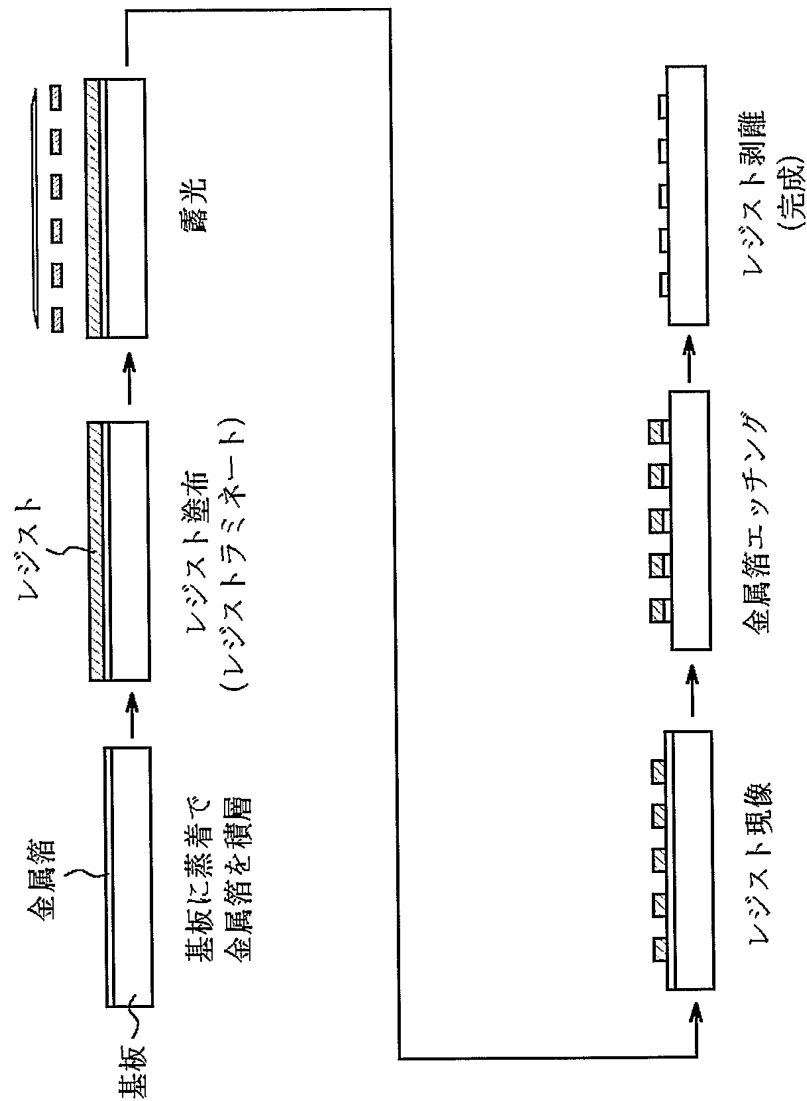 金属箔
基板
基板に蒸着で
金属箔を積層
レジスト
レジスト塗布
(レジストラミネート)
露光
レジスト現像
金属箔エッチング
レジスト剥離
(完成)